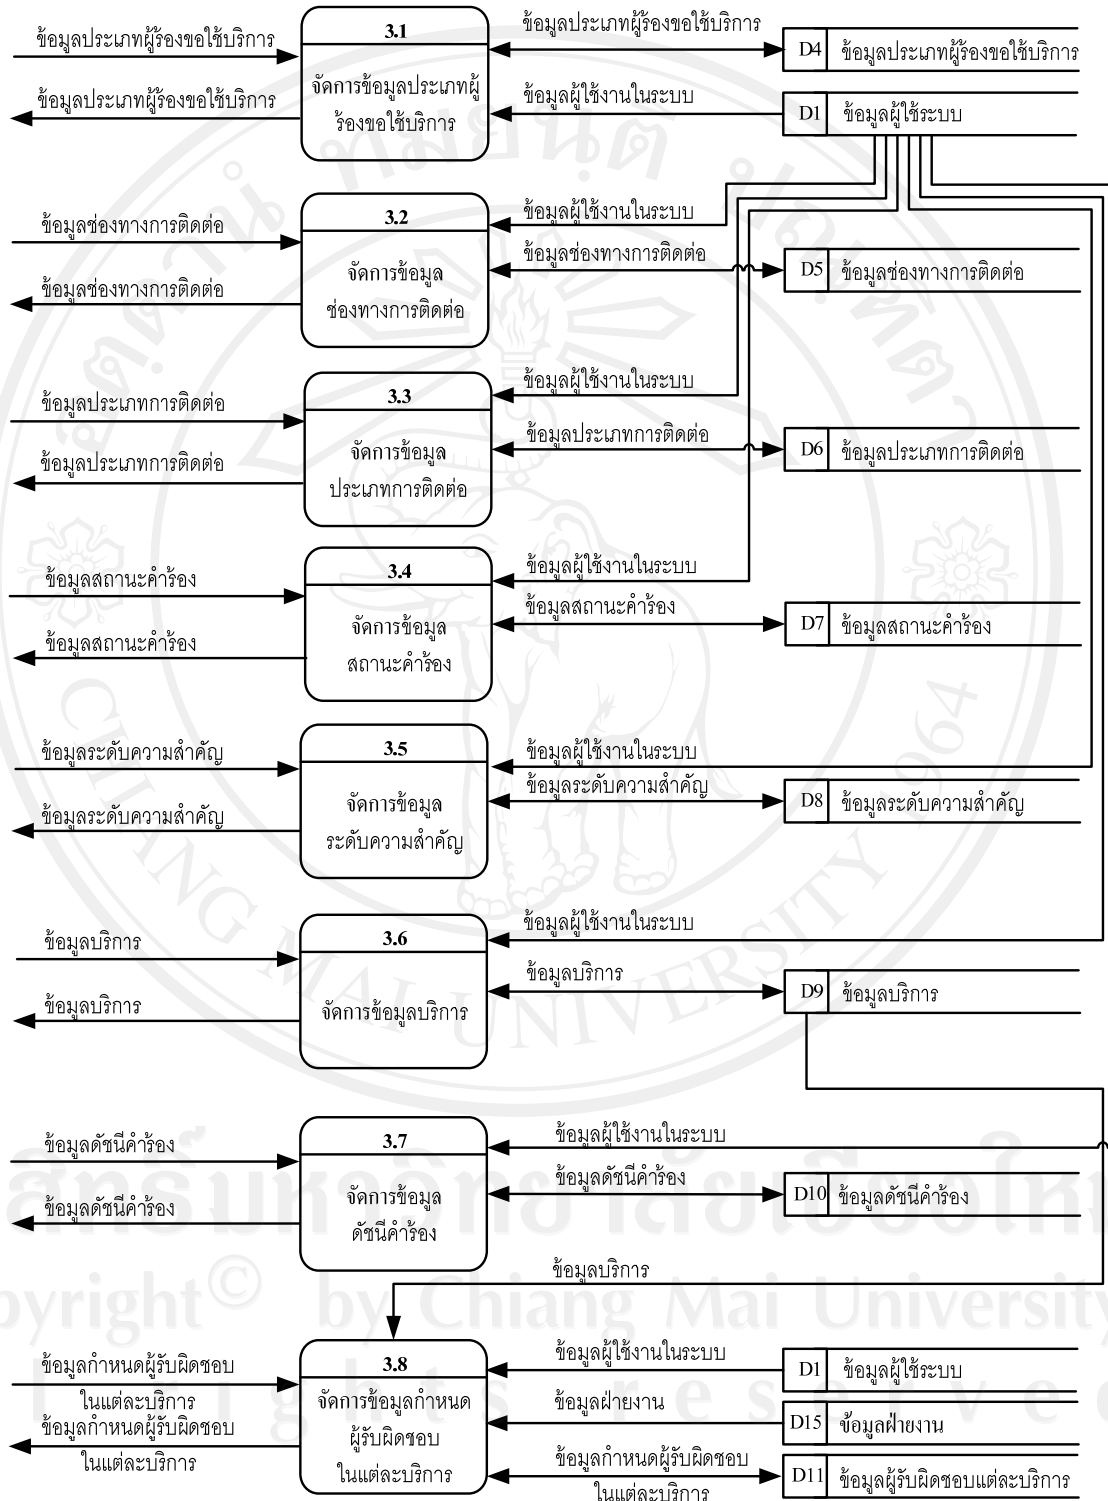 3.1
ข้อมูลประเภทผู้ร้องขอใช้บริการ
ข้อมูลประเภทผู้ร้องขอใช้บริการ
จัดการข้อมูลประเภทผู้
ร้องขอใช้บริการ
ข้อมูลประเภทผู้ร้องขอใช้บริการ
D4 ข้อมูลประเภทผู้ร้องขอใช้บริการ
ข้อมูลผู้ใช้งานในระบบ
D1 ข้อมูลผู้ใช้ระบบ
3.2
ข้อมูลช่องทางการติดต่อ
ข้อมูลช่องทางการติดต่อ
จัดการข้อมูล
ช่องทางการติดต่อ
ข้อมูลผู้ใช้งานในระบบ
ข้อมูลช่องทางการติดต่อ
D5 ข้อมูลช่องทางการติดต่อ
3.3
ข้อมูลประเภทการติดต่อ
ข้อมูลประเภทการติดต่อ
จัดการข้อมูล
ประเภทการติดต่อ
ข้อมูลผู้ใช้งานในระบบ
ข้อมูลประเภทการติดต่อ
D6 ข้อมูลประเภทการติดต่อ
3.4
ข้อมูลสถานะคำร้อง
ข้อมูลสถานะคำร้อง
จัดการข้อมูล
สถานะคำร้อง
ข้อมูลผู้ใช้งานในระบบ
ข้อมูลสถานะคำร้อง
D7 ข้อมูลสถานะคำร้อง
3.5
ข้อมูลระดับความสำคัญ
ข้อมูลระดับความสำคัญ
จัดการข้อมูล
ระดับความสำคัญ
ข้อมูลผู้ใช้งานในระบบ
ข้อมูลระดับความสำคัญ
D8 ข้อมูลระดับความสำคัญ
3.6
ข้อมูลบริการ
ข้อมูลบริการ
จัดการข้อมูลบริการ
ข้อมูลผู้ใช้งานในระบบ
ข้อมูลบริการ
D9 ข้อมูลบริการ
3.7
ข้อมูลดัชนีคำร้อง
ข้อมูลดัชนีคำร้อง
จัดการข้อมูล
ดัชนีคำร้อง
ข้อมูลผู้ใช้งานในระบบ
ข้อมูลดัชนีคำร้อง
D10 ข้อมูลดัชนีคำร้อง
ข้อมูลบริการ
3.8
ข้อมูลกำหนดผู้รับผิดชอบ
ในแต่ละบริการ
ข้อมูลกำหนดผู้รับผิดชอบ
ในแต่ละบริการ
จัดการข้อมูลกำหนด
ผู้รับผิดชอบ
ในแต่ละบริการ
ข้อมูลผู้ใช้งานในระบบ
D1 ข้อมูลผู้ใช้ระบบ
ข้อมูลฝ่ายงาน
D15 ข้อมูลฝ่ายงาน
ข้อมูลกำหนดผู้รับผิดชอบ
ในแต่ละบริการ
D11 ข้อมูลผู้รับผิดชอบแต่ละบริการ
CHIANG MAI UNIVERSITY 1964
by Chiang Mai University